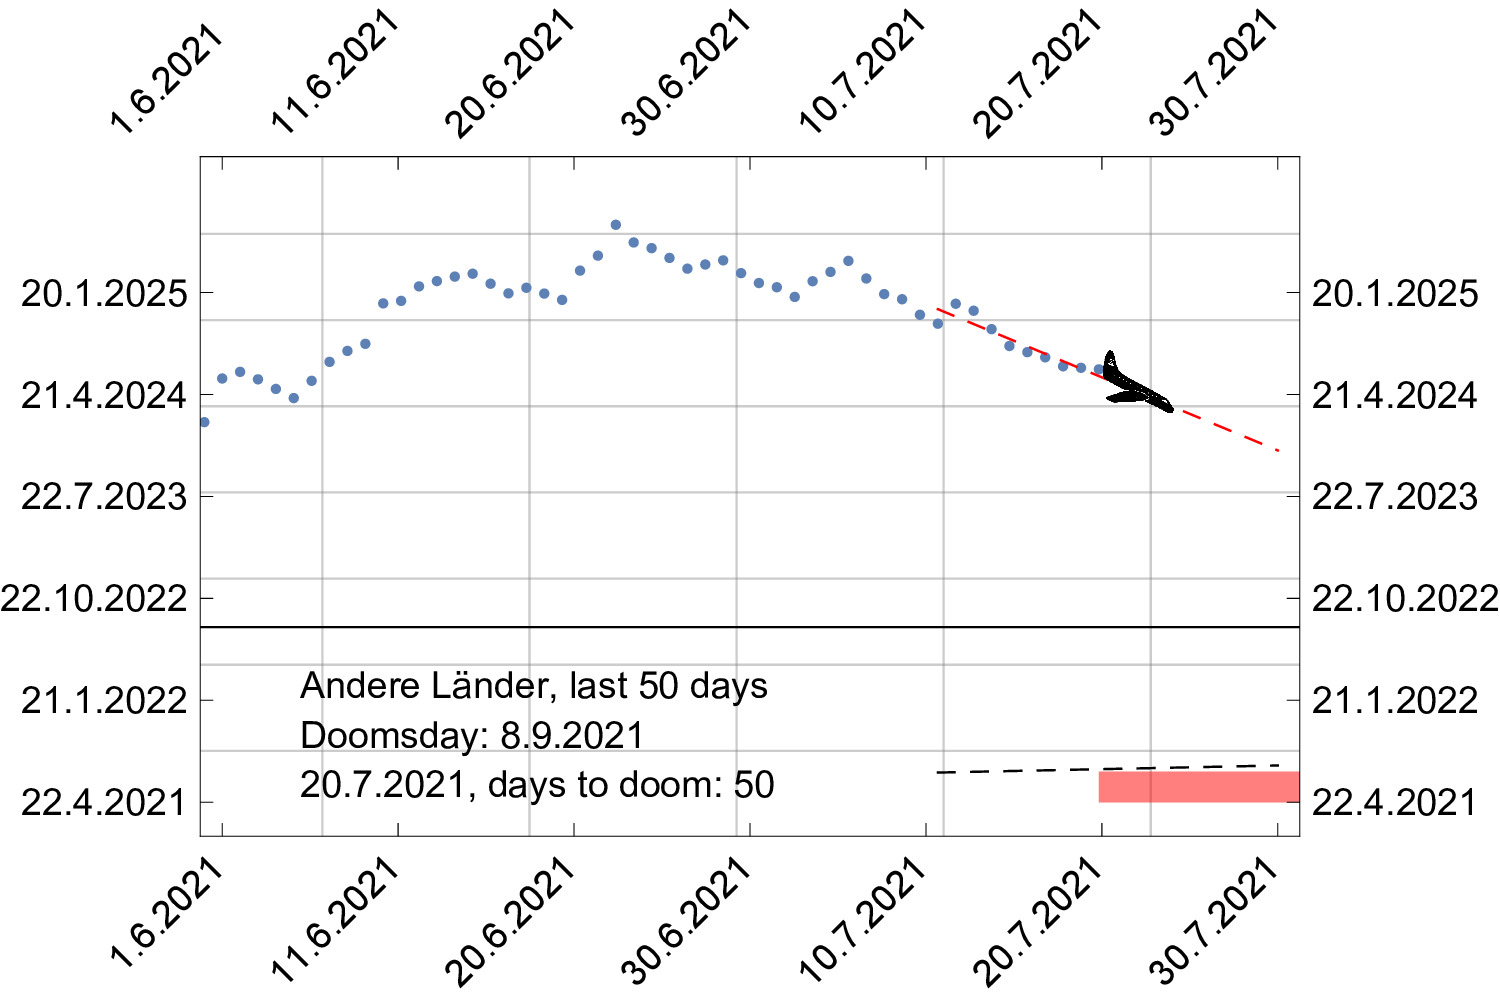 1.6.2021 11.6.2021 20.6.2021 30.6.2021 10.7.2021 20.7.2021 30.7.2021
20.1.2025 20.1.2025
21.4.2024 21.4.2024
22.7.2023 22.7.2023
22.10.2022 22.10.2022
Andere Länder, last 50 days
21.1.2022 21.1.2022
Doomsday: 8.9.2021
20.7.2021, days to doom: 50
22.4.2021 22.4.2021
1.6.2021 11.6.2021 20.6.2021 30.6.2021 10.7.2021 20.7.2021 30.7.2021